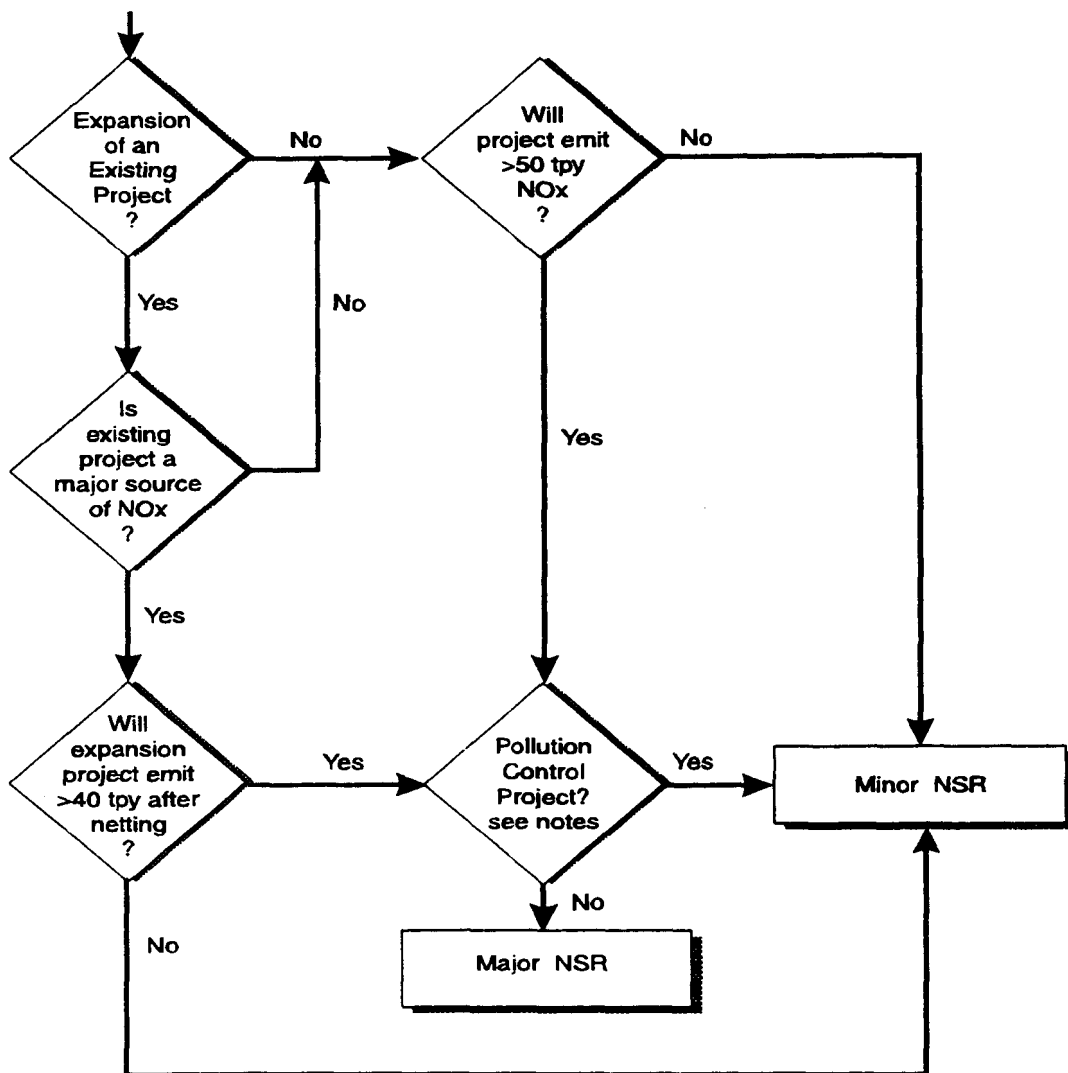 Expansion
of an
Existing
Project
?
No
Will
project emit
>50 tpy
NOx
?
No
Yes
No
Is
existing
project a
major source
of NOx
?
Yes
Yes
Will
expansion
project emit
>40 tpy after
netting
?
Yes
Pollution
Control
Project?
see notes
Yes
Minor NSR
No
No
Major NSR